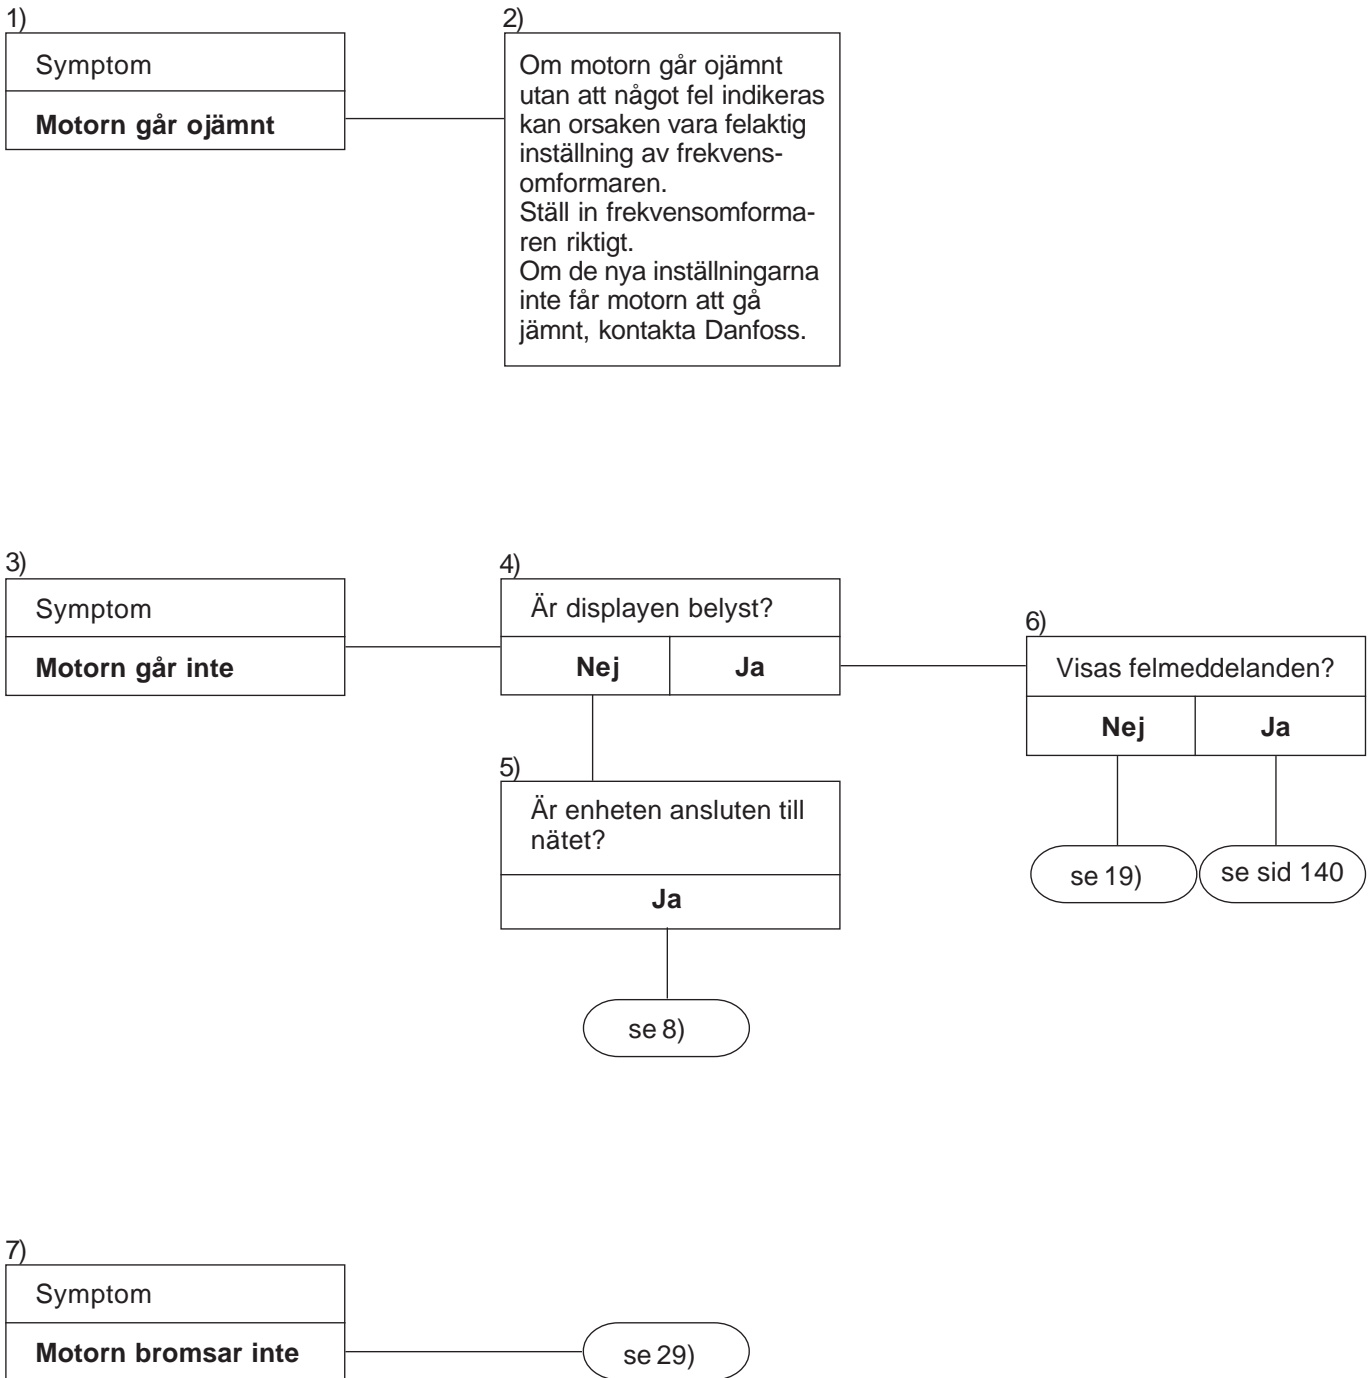 1)
Symptom
Motorn går ojämnt
2)
Om motorn går ojämnt
utan att något fel indikeras
kan orsaken vara felaktig
inställning av frekvens-
omformaren.
Ställ in frekvensomforma-
ren riktigt.
Om de nya inställningarna
inte får motorn att gå
jämnt, kontakta Danfoss.
3)
Symptom
Motorn går inte
4)
Är displayen belyst?
Nej Ja
5)
Är enheten ansluten till
nätet?
Ja
se 8)
6)
Visas felmeddelanden?
Nej Ja
se 19) se sid 140
7)
Symptom
Motorn bromsar inte
se 29)